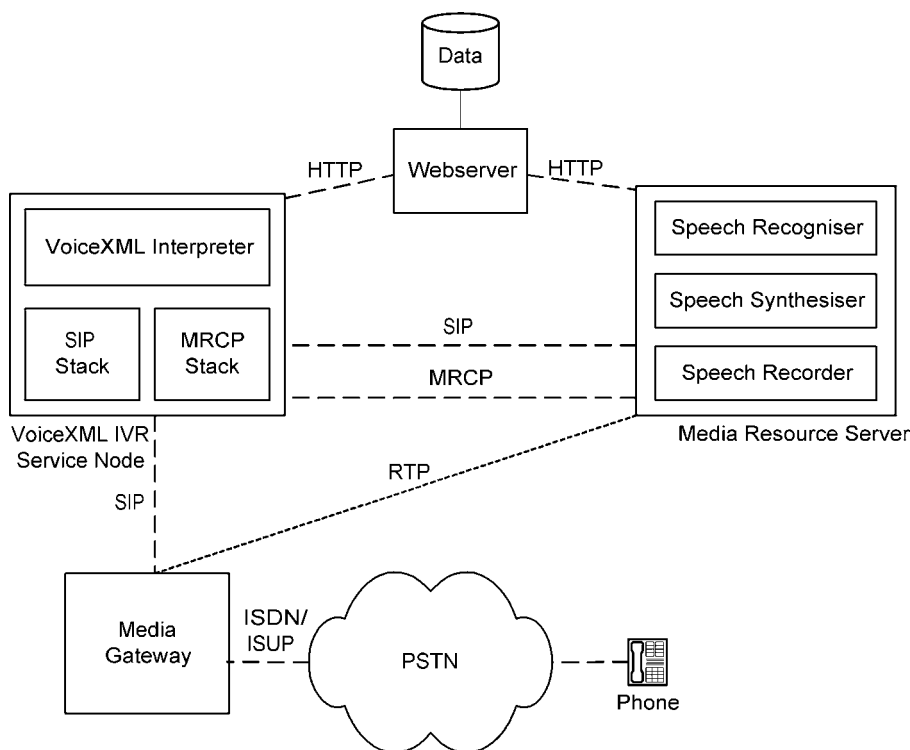 Data
HTTP
Webserver
HTTP
VoiceXML Interpreter
SIP
Stack
MRCP
Stack
VoiceXML IVR
Service Node
Speech Recogniser
Speech Synthesiser
Speech Recorder
Media Resource Server
SIP
MRCP
RTP
SIP
Media
Gateway
ISDN/
ISUP
PSTN
Phone